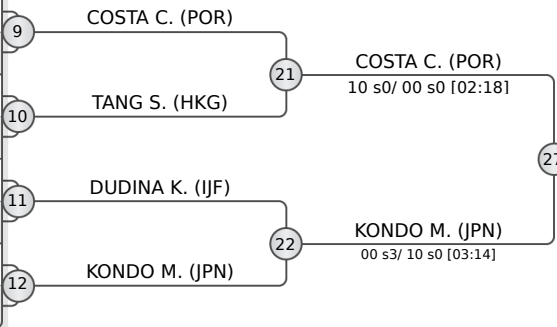 COSTA C. (POR)
9
COSTA C. (POR)
21
10 s0/ 00 s0 [02:18]
TANG S. (HKG)
10
27
DUDINA K. (IJF)
11
KONDO M. (JPN)
22
00 s3/ 10 s0 [03:14]
KONDO M. (JPN)
12